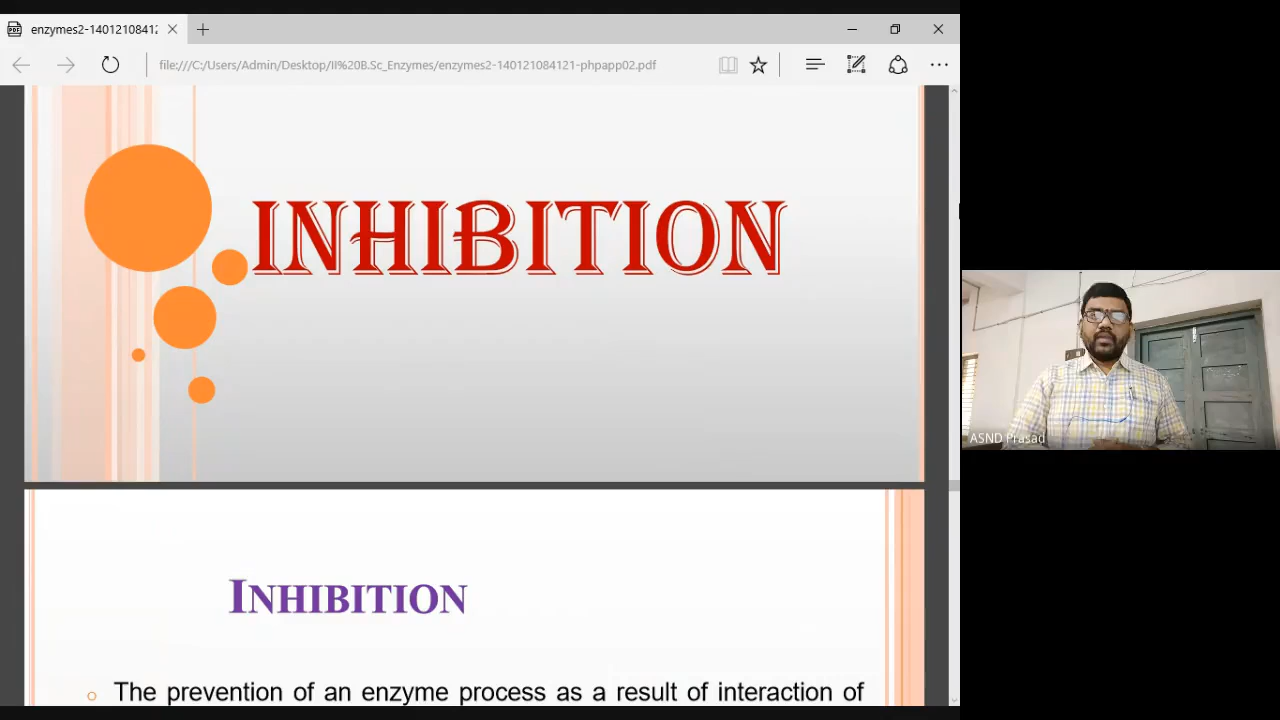 enzymes2-140121084121
file:///C:/Users/Admin/Desktop/II%20B.Sc_Enzymes/enzymes2-140121084121-phpapp02.pdf
INHIBITION
ASND Prasad
INHIBITION
The prevention of an enzyme process as a result of interaction of